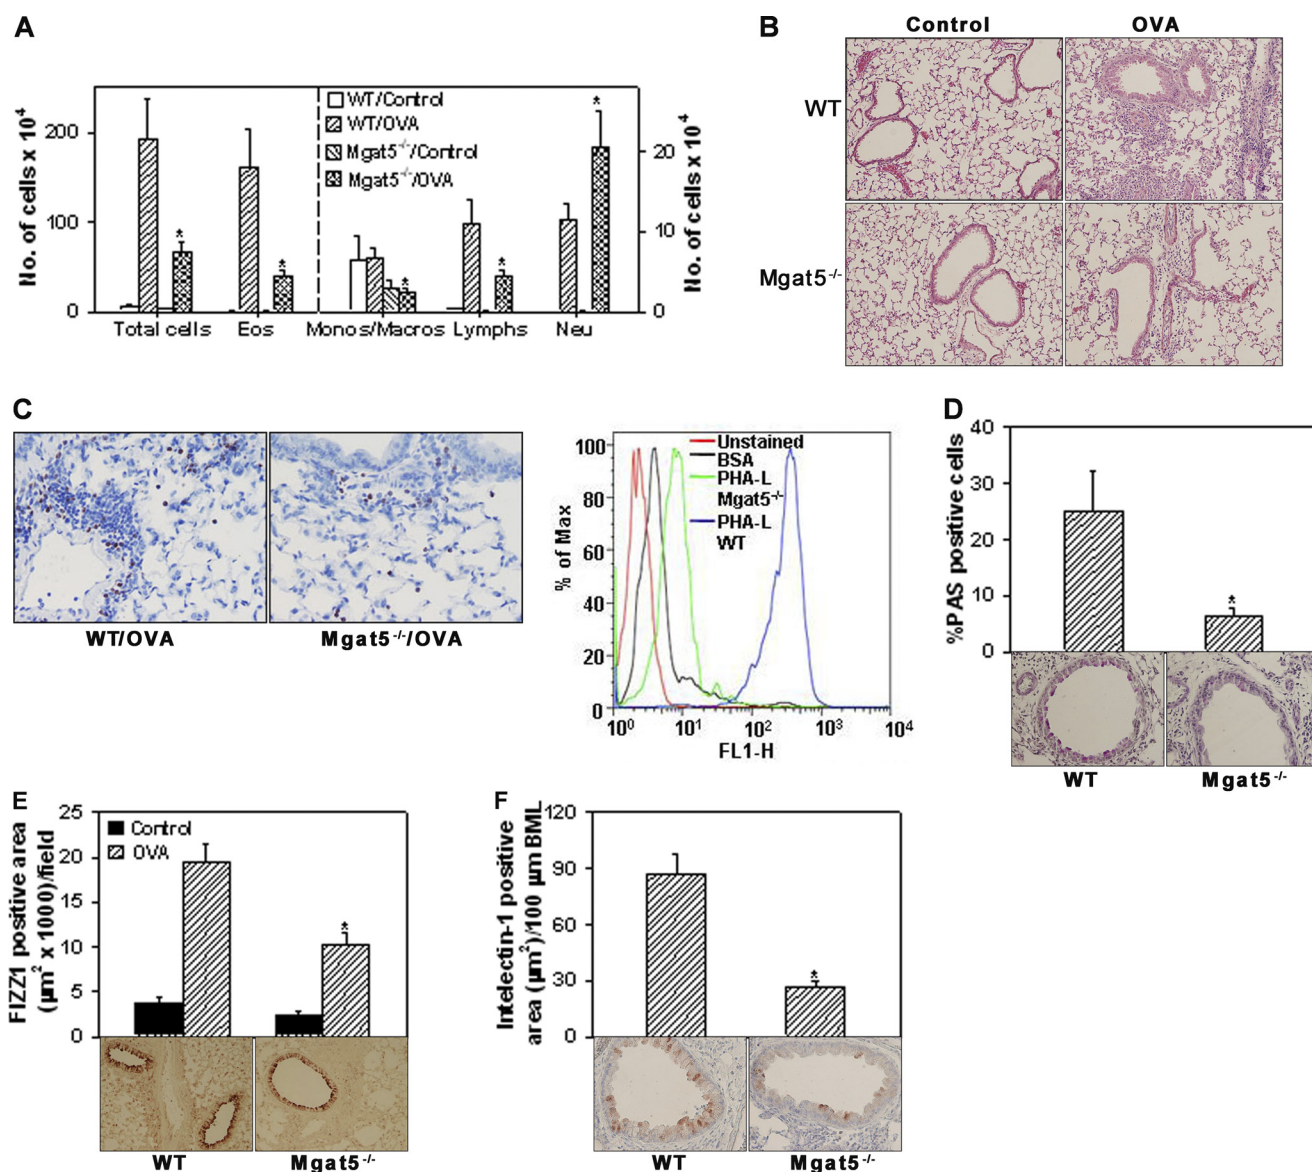 A
No. of cells x 10⁴
200
100
0
WT/Control
WT/OVA
Mgat5⁻/⁻/Control
Mgat5⁻/⁻/OVA
20
10
0
No. of cells x 10⁴
Total cells Eos Monos/Macros Lymphs Neu
* * * * *
B
Control OVA
WT
Mgat5⁻/⁻
C
WT/OVA Mgat5⁻/⁻/OVA
% of Max
100
80
60
40
20
0
Unstained
BSA
PHA-L
Mgat5⁻/⁻
PHA-L
WT
10⁰ 10¹ 10² 10³ 10⁴
FL1-H
D
%PAS positive cells
40
30
20
10
0
*
WT Mgat5⁻/⁻
E
FIZZ1 positive area
(µm² x 1000)/field
25
20
15
10
5
0
Control
OVA
*
WT Mgat5⁻/⁻
F
Intelectin-1 positive
area (µm²)/100 µm BML
120
90
60
30
0
*
WT Mgat5⁻/⁻